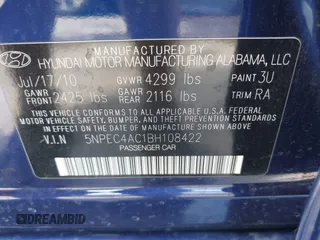 HYUNDAI MOTOR MANUFACTURING ALABAMA, LLC
Jul/17/10 GVWR 4299 lbs PAINT 3U
GAWR FRONT 2425 lbs GAWR REAR 2116 lbs TRIM RA
THIS VEHICLE CONFORMS TO ALL APPLICABLE
FEDERAL MOTOR VEHICLE SAFETY, BUMPER, AND
THEFT PREVENTION STANDARDS IN EFFECT ON THE
DATE OF MANUFACTURE SHOWN ABOVE.
V.I.N 5NPEC4AC1BH108422
PASSENGER CAR
DREAMBID